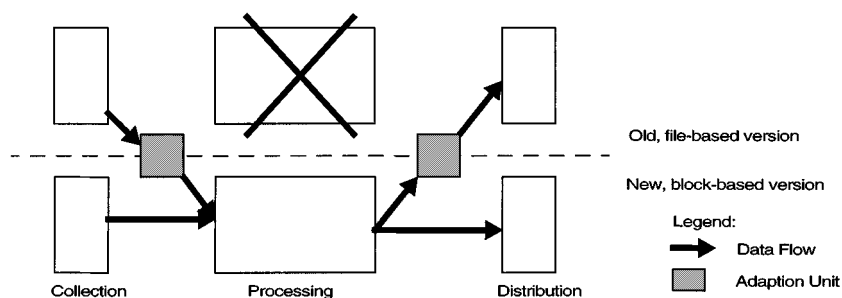 Old, file-based version
New, block-based version
Legend:
Data Flow
Adaption Unit
Collection
Processing
Distribution